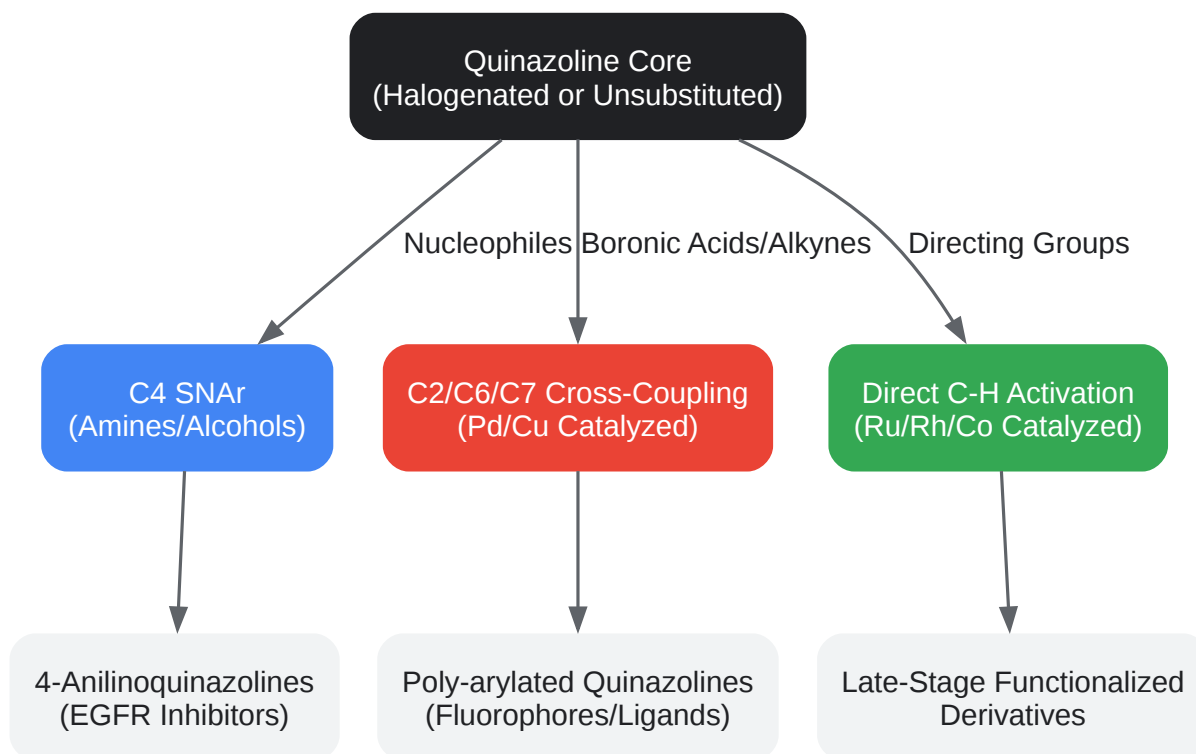 Quinazoline Core
(Halogenated or Unsubstituted)
Nucleophiles
Boronic Acids/Alkynes
Directing Groups
C4 SNAr
(Amines/Alcohols)
C2/C6/C7 Cross-Coupling
(Pd/Cu Catalyzed)
Direct C-H Activation
(Ru/Rh/Co Catalyzed)
4-Anilinoquinazolines
(EGFR Inhibitors)
Poly-arylated Quinazolines
(Fluorophores/Ligands)
Late-Stage Functionalized
Derivatives